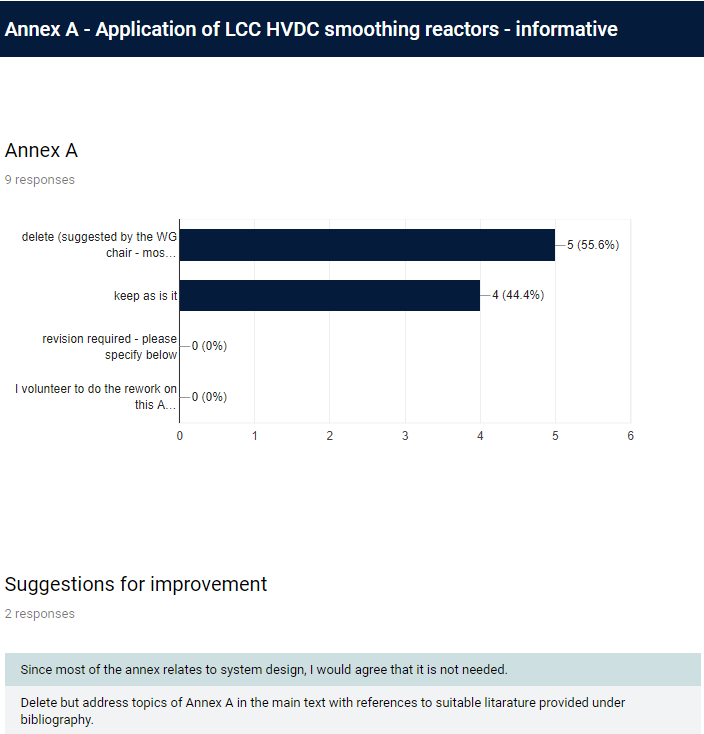 Annex A - Application of LCC HVDC smoothing reactors - informative
Annex A
9 responses
delete (suggested by the WG
chair - mos...
5 (55.6%)
keep as is it
4 (44.4%)
revision required - please
specify below
0 (0%)
I volunteer to do the rework on
this A...
0 (0%)
0 1 2 3 4 5 6
Suggestions for improvement
2 responses
Since most of the annex relates to system design, I would agree that it is not needed.
Delete but address topics of Annex A in the main text with references to suitable litarature provided under
bibliography.